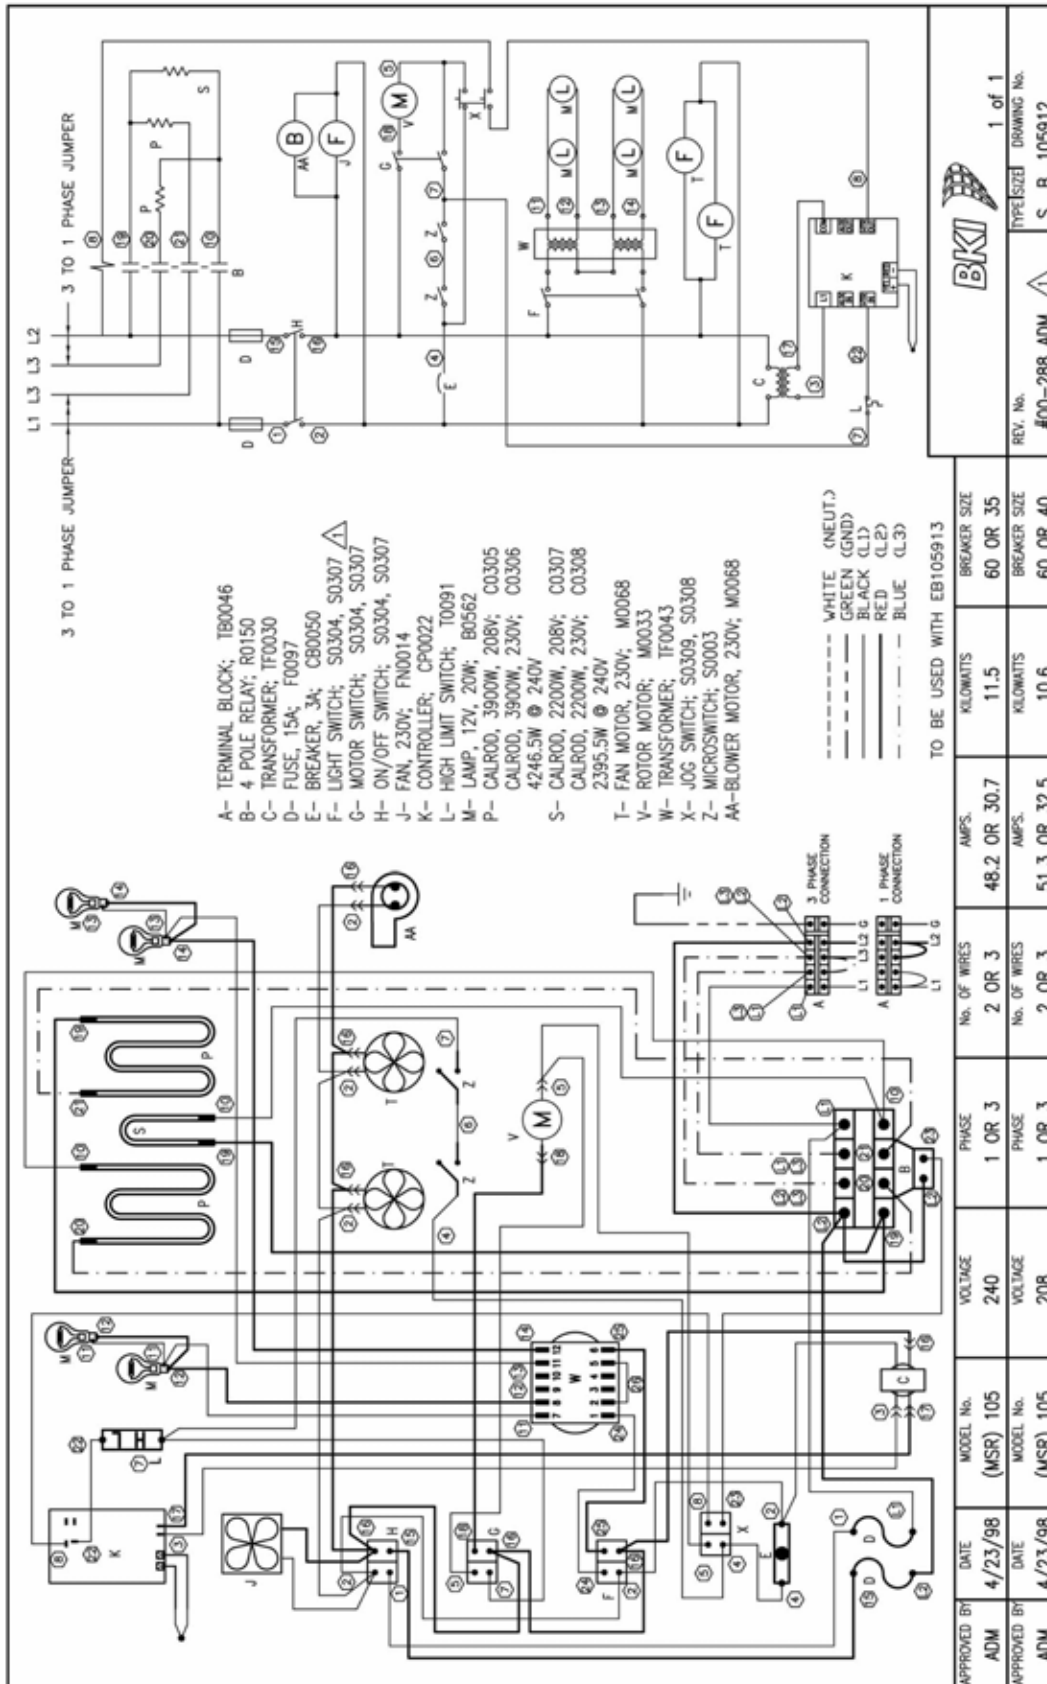 3 TO 1 PHASE JUMPER
3 TO 1 PHASE JUMPER
L1 L3 L3 L2
A- TERMINAL BLOCK; TB0046
B- 4 POLE RELAY; R0150
C- TRANSFORMER; TF0030
D- FUSE, 15A; F0097
E- BREAKER, 3A; CB0050
F- LIGHT SWITCH; S0304, S0307
G- MOTOR SWITCH; S0304, S0307
H- ON/OFF SWITCH; S0304, S0307
J- FAN, 230V; FN0014
K- CONTROLLER; CP0022
L- HIGH LIMIT SWITCH; T0091
M- LAMP, 12V, 20W; B0562
P- CALROD, 3900W, 208V; C0305
CALROD, 3900W, 230V; C0306
4246.5W @ 240V
S- CALROD, 2200W, 208V; C0307
CALROD, 2200W, 230V; C0308
2395.5W @ 240V
T- FAN MOTOR, 230V; M0068
V- ROTOR MOTOR; M0033
W- TRANSFORMER; TF0043
X- JOG SWITCH; S0309, S0308
Z- MICROSWITCH; S0003
AA-BLOWER MOTOR, 230V; M0068
WHITE (NEUT.)
GREEN (GND)
BLACK (L1)
RED (L2)
BLUE (L3)
TO BE USED WITH EB105913
3 PHASE
CONNECTION
1 PHASE
CONNECTION
L1 L3 L2 G
L1 L2 G
APPROVED BY DATE MODEL No. VOLTAGE PHASE No. OF WIRES AMPS. KILOWATTS BREAKER SIZE
ADM 4/23/98 (MSR) 105 240 1 OR 3 2 OR 3 48.2 OR 30.7 11.5 60 OR 35
APPROVED BY DATE MODEL No. VOLTAGE PHASE No. OF WIRES AMPS. KILOWATTS BREAKER SIZE
ADM 4/23/98 (MSR) 105 208 1 OR 3 2 OR 3 51.3 OR 32.5 10.6 60 OR 40
BKI
1 of 1
REV. No. TYPE SIZE DRAWING No.
#00-288 ADM 1 S B 105912